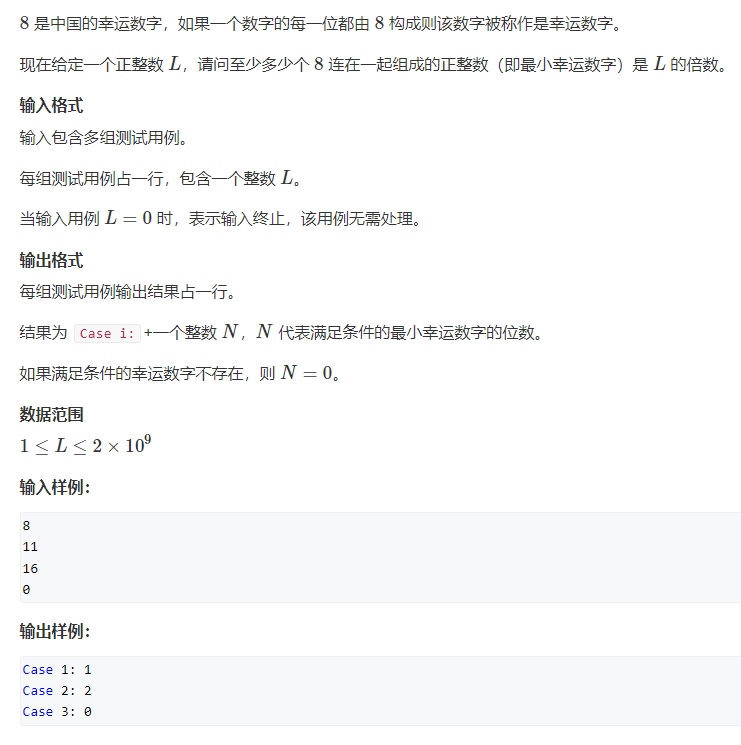 8 是中国的幸运数字，如果一个数字的每一位都由 8 构成则该数字被称作是幸运数字。
现在给定一个正整数 L，请问至少多少个 8 连在一起组成的正整数（即最小幸运数字）是 L 的倍数。
输入格式
输入包含多组测试用例。
每组测试用例占一行，包含一个整数 L。
当输入用例 L = 0 时，表示输入终止，该用例无需处理。
输出格式
每组测试用例输出结果占一行。
结果为 Case i: +一个整数 N，N 代表满足条件的最小幸运数字的位数。
如果满足条件的幸运数字不存在，则 N = 0。
数据范围
1 ≤ L ≤ 2 × 10⁹
输入样例：
8
11
16
0
输出样例：
Case 1: 1
Case 2: 2
Case 3: 0